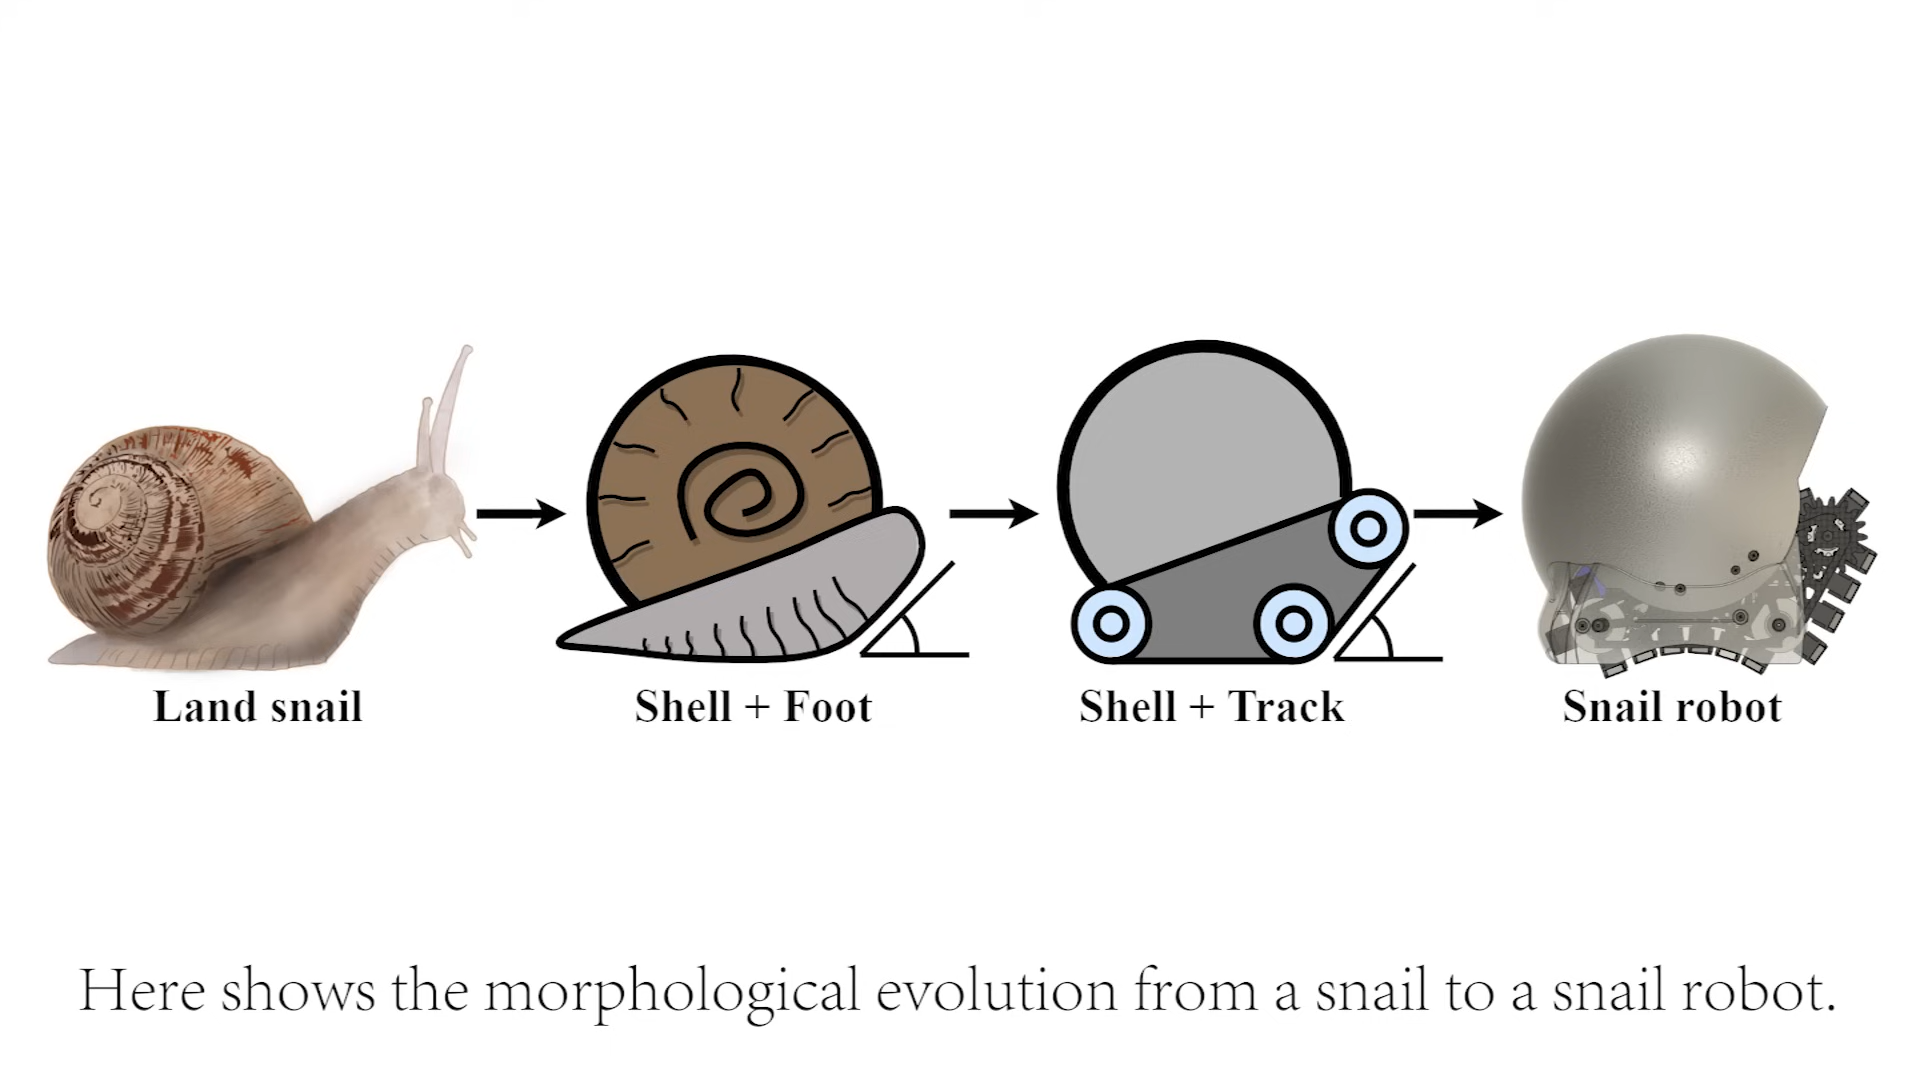 Land snail
Shell + Foot
Shell + Track
Snail robot
Here shows the morphological evolution from a snail to a snail robot.